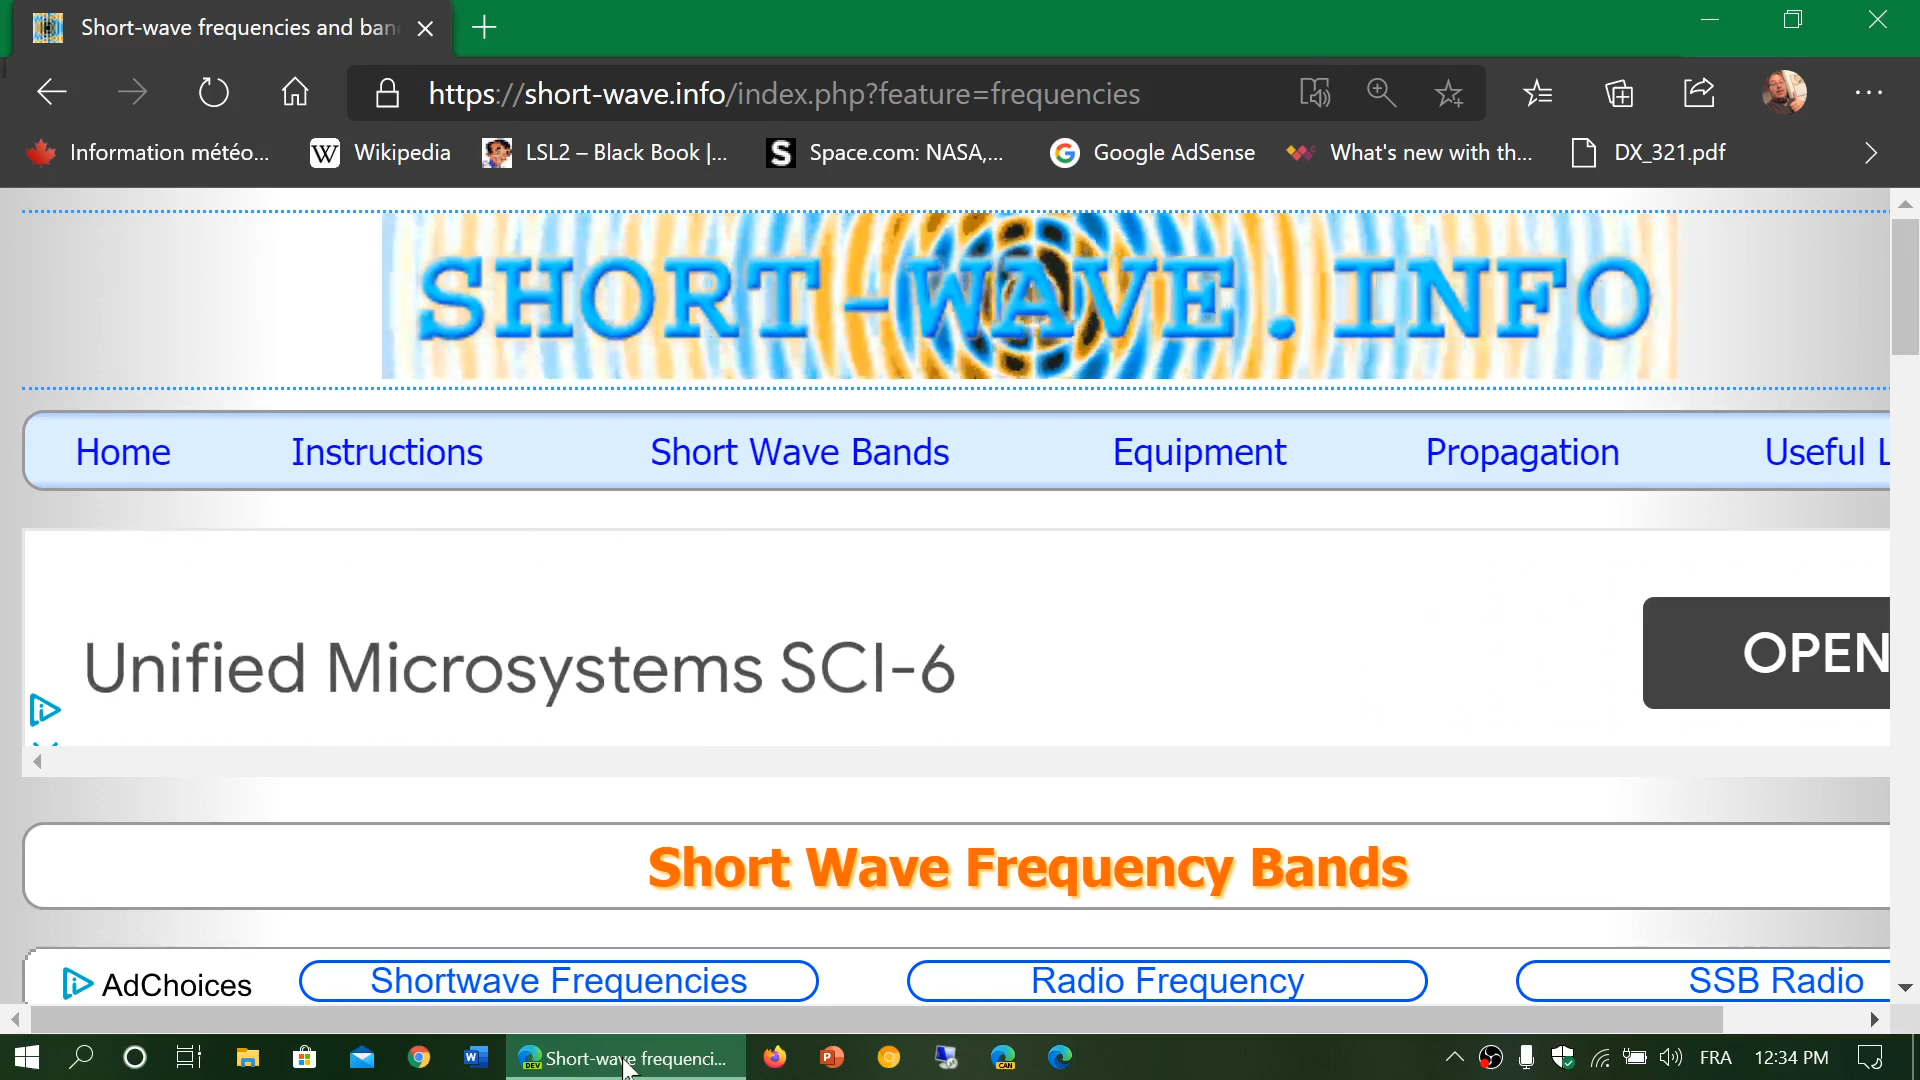 Short-wave frequencies and ban
https://short-wave.info/index.php?feature=frequencies
Information météo... Wikipedia LSL2 – Black Book |... Space.com: NASA,... Google AdSense What's new with th... DX_321.pdf
SHORT-WAVE.INFO
Home Instructions Short Wave Bands Equipment Propagation Useful L
Unified Microsystems SCI-6
OPEN
Short Wave Frequency Bands
AdChoices Shortwave Frequencies Radio Frequency SSB Radio
Short-wave frequenci... FRA 12:34 PM